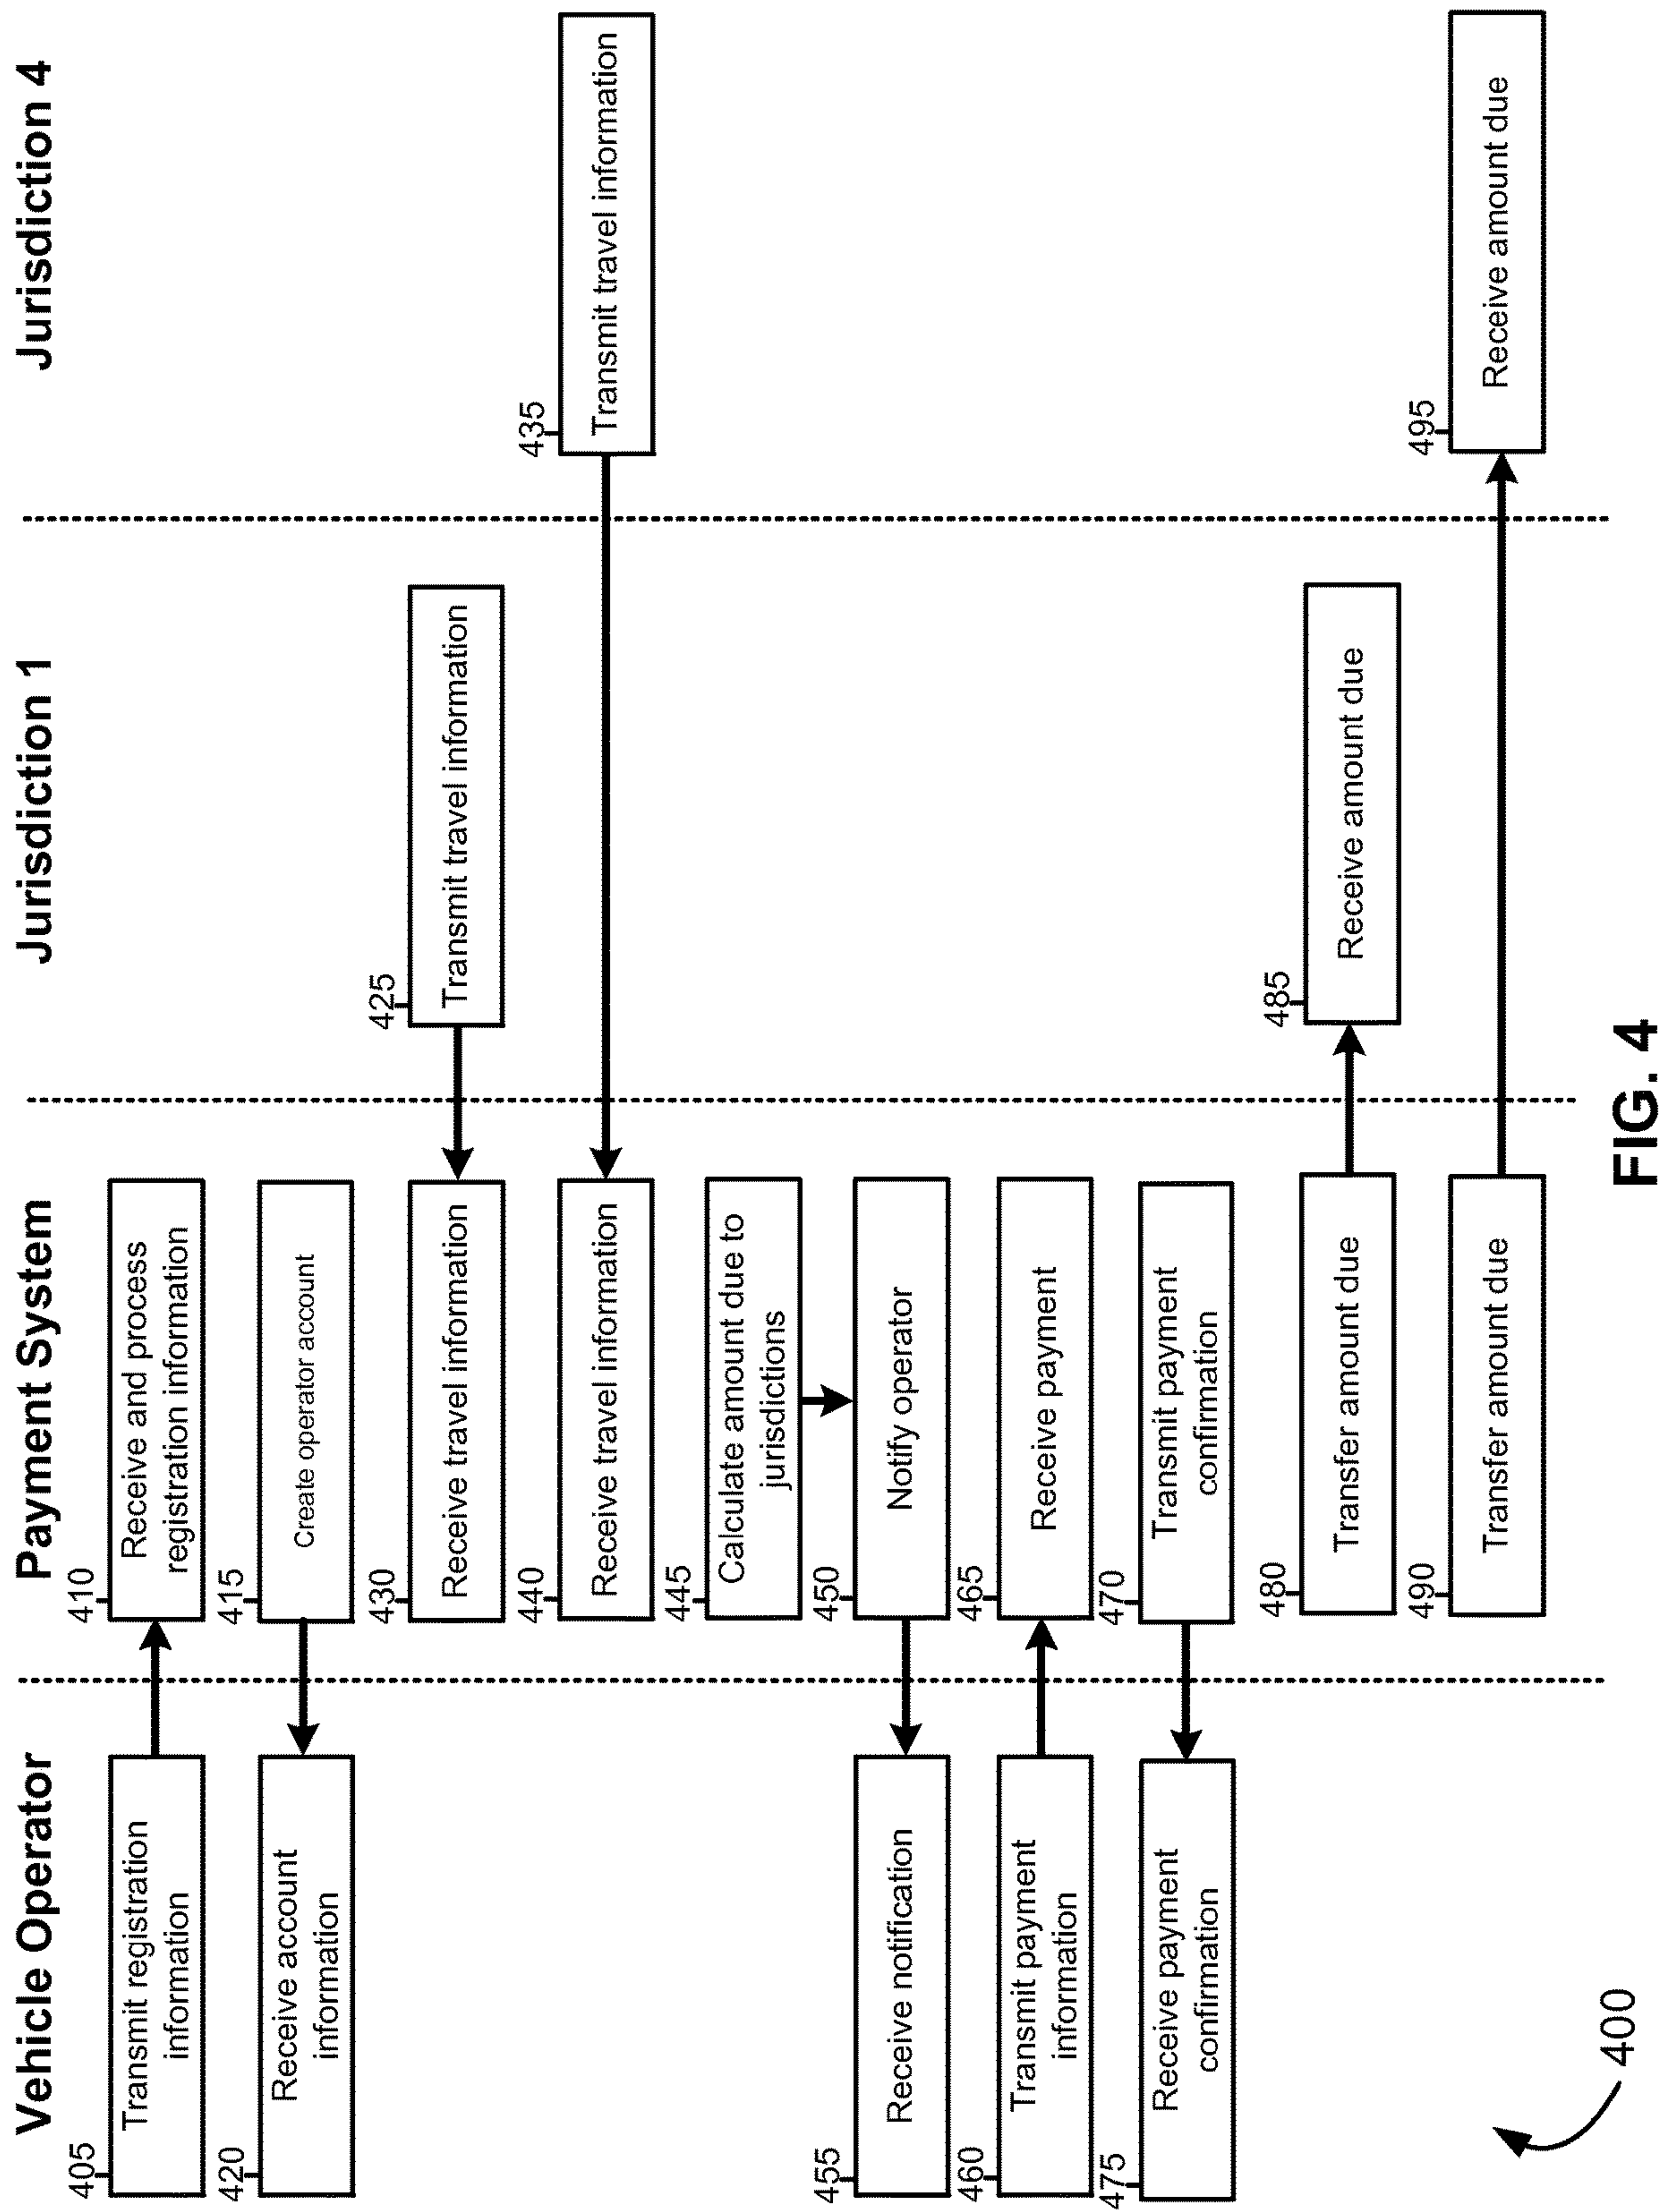 Vehicle Operator
Payment System
Jurisdiction 1
Jurisdiction 4
405
Transmit registration
information
410
Receive and process
registration information
420
Receive account
information
415
Create operator account
430
Receive travel information
425
Transmit travel information
440
Receive travel information
435
Transmit travel information
445
Calculate amount due to
jurisdictions
455
Receive notification
450
Notify operator
460
Transmit payment
information
465
Receive payment
475
Receive payment
confirmation
470
Transmit payment
confirmation
480
Transfer amount due
485
Receive amount due
490
Transfer amount due
495
Receive amount due
400
FIG. 4